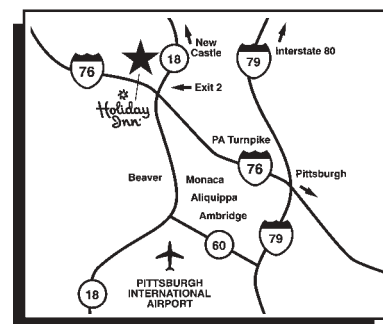 New
Castle
18
79
Interstate 80
76
Exit 2
Holiday
Inn
PA Turnpike
76
Pittsburgh
Beaver
Monaca
Aliquippa
Ambridge
60
79
PITTSBURGH
INTERNATIONAL
AIRPORT
18